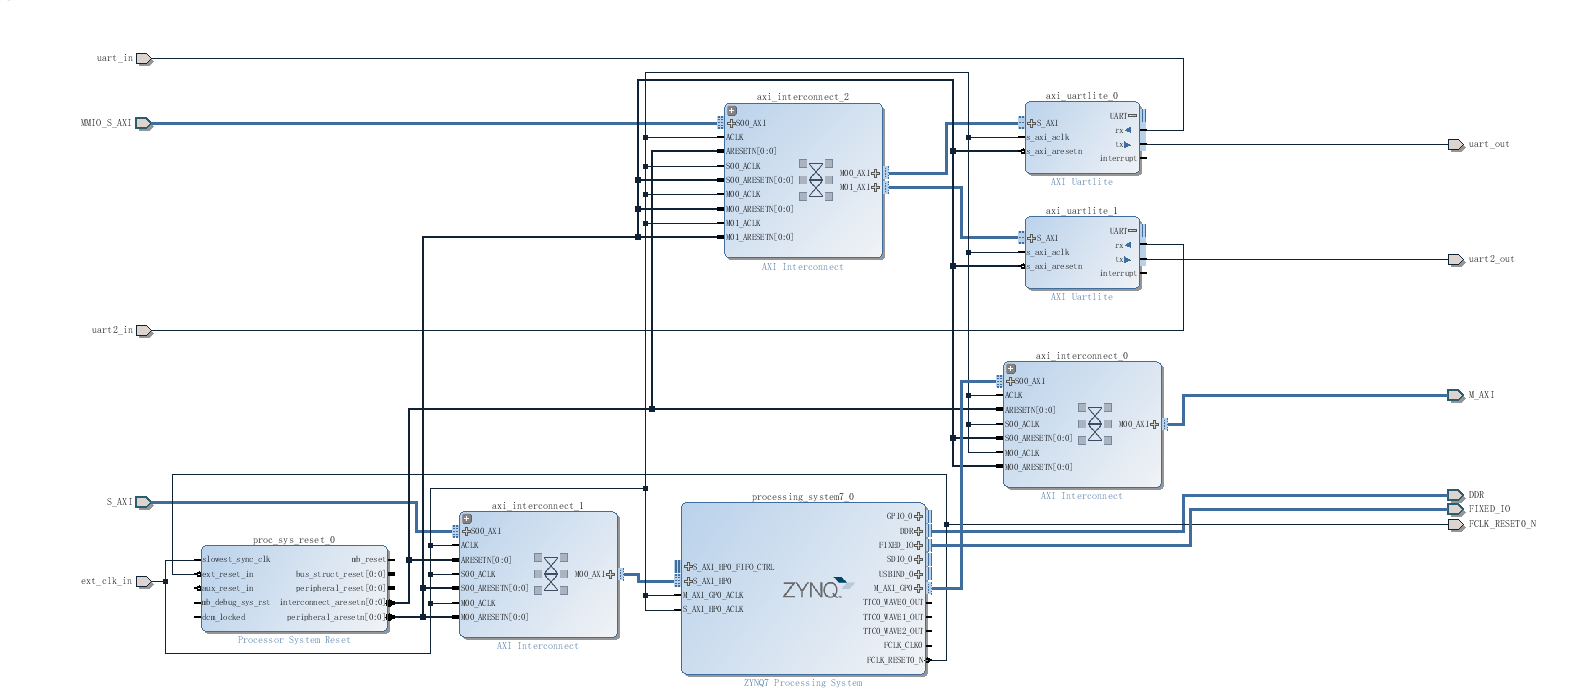 uart_in
MMIO_S_AXI
uart2_in
S_AXI
ext_clk_in
axi_interconnect_2
S00_AXI
ACLK
ARESETN[0:0]
S00_ACLK
S00_ARESETN[0:0]
M00_ACLK
M00_ARESETN[0:0]
M01_ACLK
M01_ARESETN[0:0]
M00_AXI
M01_AXI
AXI Interconnect
axi_uartlite_0
S_AXI
s_axi_aclk
s_axi_aresetn
UART
rx
tx
interrupt
AXI Uartlite
axi_uartlite_1
S_AXI
s_axi_aclk
s_axi_aresetn
UART
rx
tx
interrupt
AXI Uartlite
axi_interconnect_0
S00_AXI
ACLK
ARESETN[0:0]
S00_ACLK
S00_ARESETN[0:0]
M00_ACLK
M00_ARESETN[0:0]
M00_AXI
AXI Interconnect
proc_sys_reset_0
slowest_sync_clk
ext_reset_in
aux_reset_in
mb_debug_sys_rst
dcm_locked
mb_reset
bus_struct_reset[0:0]
peripheral_reset[0:0]
interconnect_aresetn[0:0]
peripheral_aresetn[0:0]
Processor System Reset
axi_interconnect_1
S00_AXI
ACLK
ARESETN[0:0]
S00_ACLK
S00_ARESETN[0:0]
M00_ACLK
M00_ARESETN[0:0]
M00_AXI
AXI Interconnect
processing_system7_0
S_AXI_HP0_FIFO_CTRL
S_AXI_HP0
M_AXI_GP0_ACLK
S_AXI_HP0_ACLK
ZYNQ
GPIO_0
DDR
FIXED_IO
SDIO_0
USBIND_0
M_AXI_GP0
TTC0_WAVE0_OUT
TTC0_WAVE1_OUT
TTC0_WAVE2_OUT
FCLK_CLK0
FCLK_RESET0_N
ZYNQ7 Processing System
uart_out
uart2_out
M_AXI
DDR
FIXED_IO
FCLK_RESET0_N